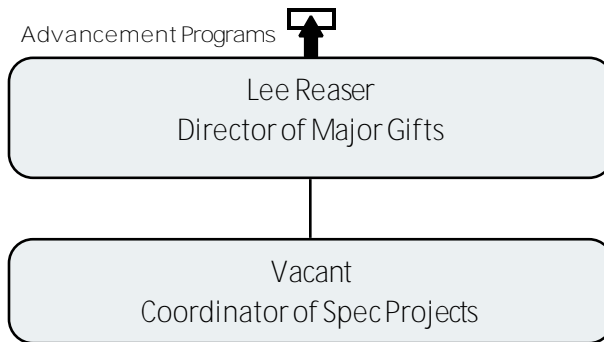 Advancement Programs
Lee Reaser
Director of Major Gifts
Vacant
Coordinator of Spec Projects